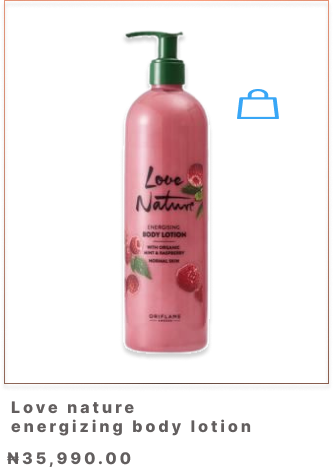 Love
Nature
ENERGISING
BODY LOTION
WITH ORGANIC
MINT & RASPBERRY
NORMAL SKIN
ORIFLAME
Love nature
energizing body lotion
₦35,990.00